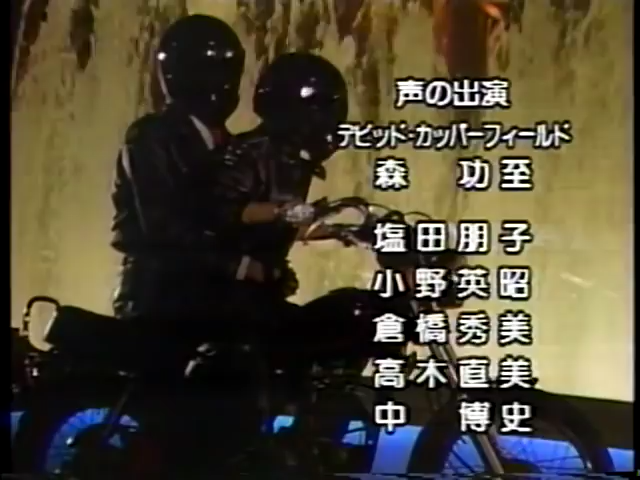 声の出演
デビッド・カッパーフィールド
森 功至
塩田朋子
小野英昭
倉橋秀美
高木直美
中 博史